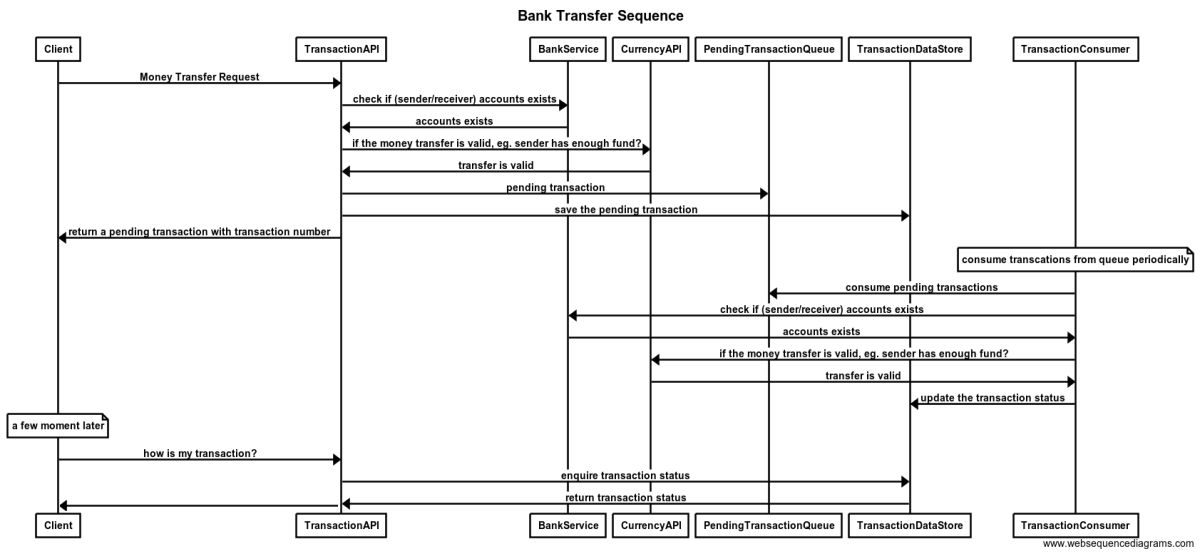 Bank Transfer Sequence
Client
TransactionAPI
BankService
CurrencyAPI
PendingTransactionQueue
TransactionDataStore
TransactionConsumer
Money Transfer Request
check if (sender/receiver) accounts exists
accounts exists
if the money transfer is valid, eg. sender has enough fund?
transfer is valid
pending transaction
save the pending transaction
return a pending transaction with transaction number
consume transcations from queue periodically
consume pending transactions
check if (sender/receiver) accounts exists
accounts exists
if the money transfer is valid, eg. sender has enough fund?
transfer is valid
update the transaction status
a few moment later
how is my transaction?
enquire transaction status
return transaction status
Client
TransactionAPI
BankService
CurrencyAPI
PendingTransactionQueue
TransactionDataStore
TransactionConsumer
www.websequencediagrams.com